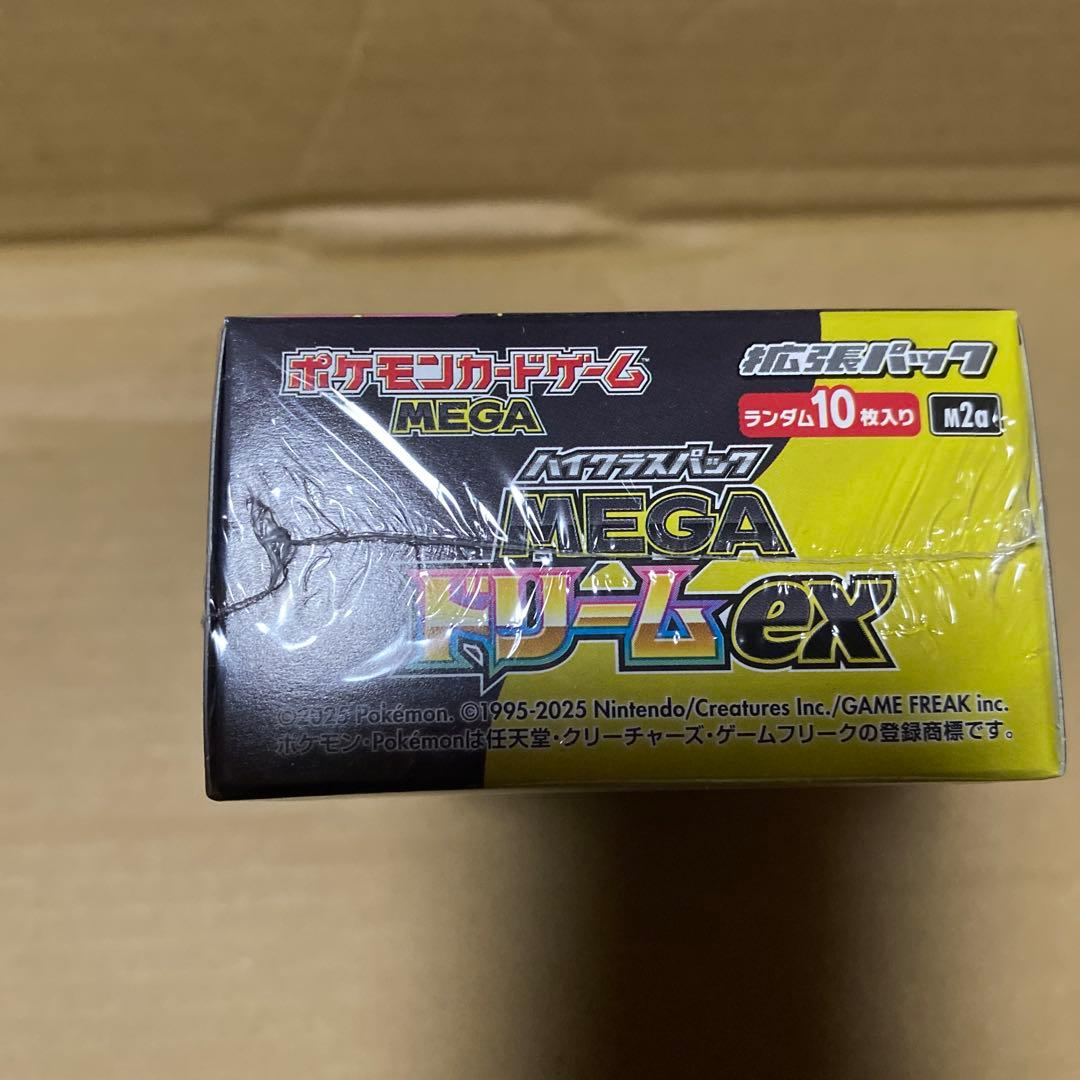 ポケモンカードゲーム™
MEGA
拡張パック
ランダム10枚入り M2a
ハイクラスパック
MEGA
ドリームex
©2025 Pokémon. ©1995-2025 Nintendo/Creatures Inc./GAME FREAK inc.
ポケモン・Pokémonは任天堂・クリーチャーズ・ゲームフリークの登録商標です。